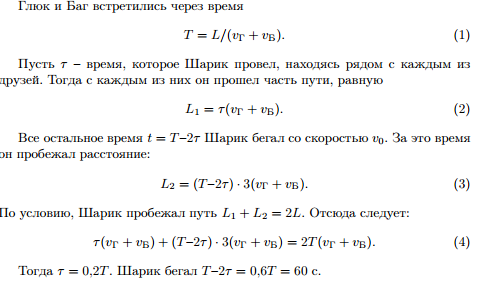 Глюк и Баг встретились через время
T = L/(vГ + vБ). (1)
Пусть τ – время, которое Шарик провел, находясь рядом с каждым из
друзей. Тогда с каждым из них он прошел часть пути, равную
L₁ = τ(vГ + vБ). (2)
Все остальное время t = T–2τ Шарик бегал со скоростью v₀. За это время
он пробежал расстояние:
L₂ = (T–2τ) · 3(vГ + vБ). (3)
По условию, Шарик пробежал путь L₁ + L₂ = 2L. Отсюда следует:
τ(vГ + vБ) + (T–2τ) · 3(vГ + vБ) = 2T(vГ + vБ). (4)
Тогда τ = 0,2T. Шарик бегал T–2τ = 0,6T = 60 с.